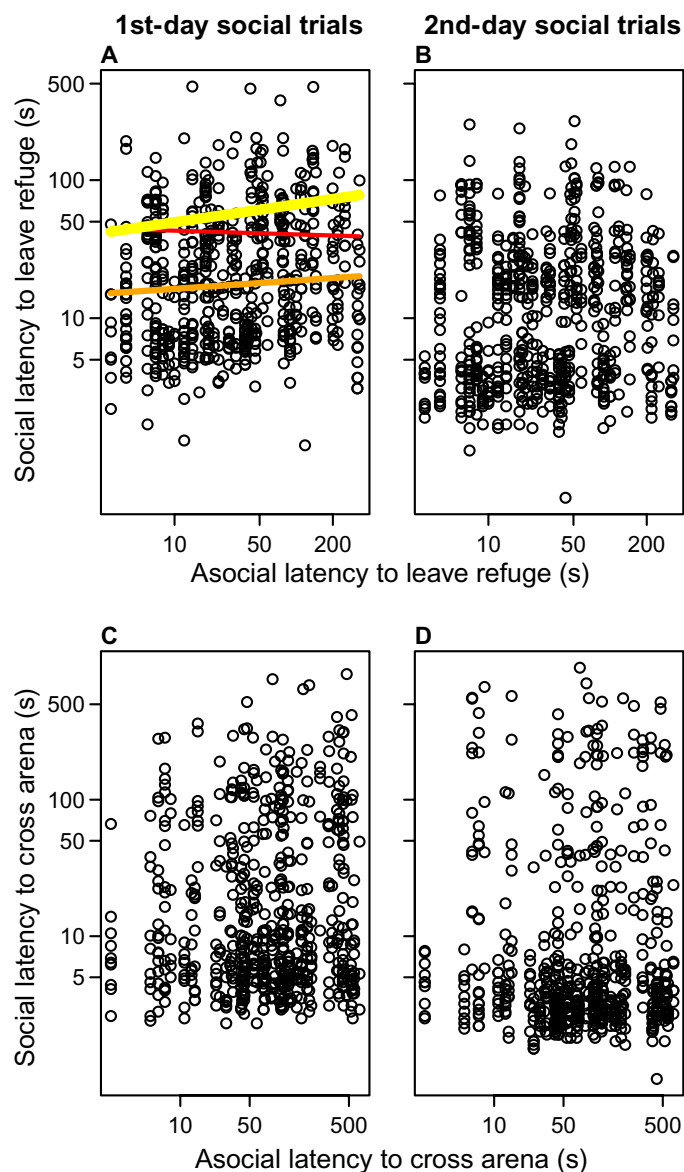 1st-day social trials 2nd-day social trials
A B
500
100
50
10
5
Social latency to leave refuge (s)
10 50 200 10 50 200
Asocial latency to leave refuge (s)
C D
500
100
50
10
5
Social latency to cross arena (s)
10 50 500 10 50 500
Asocial latency to cross arena (s)